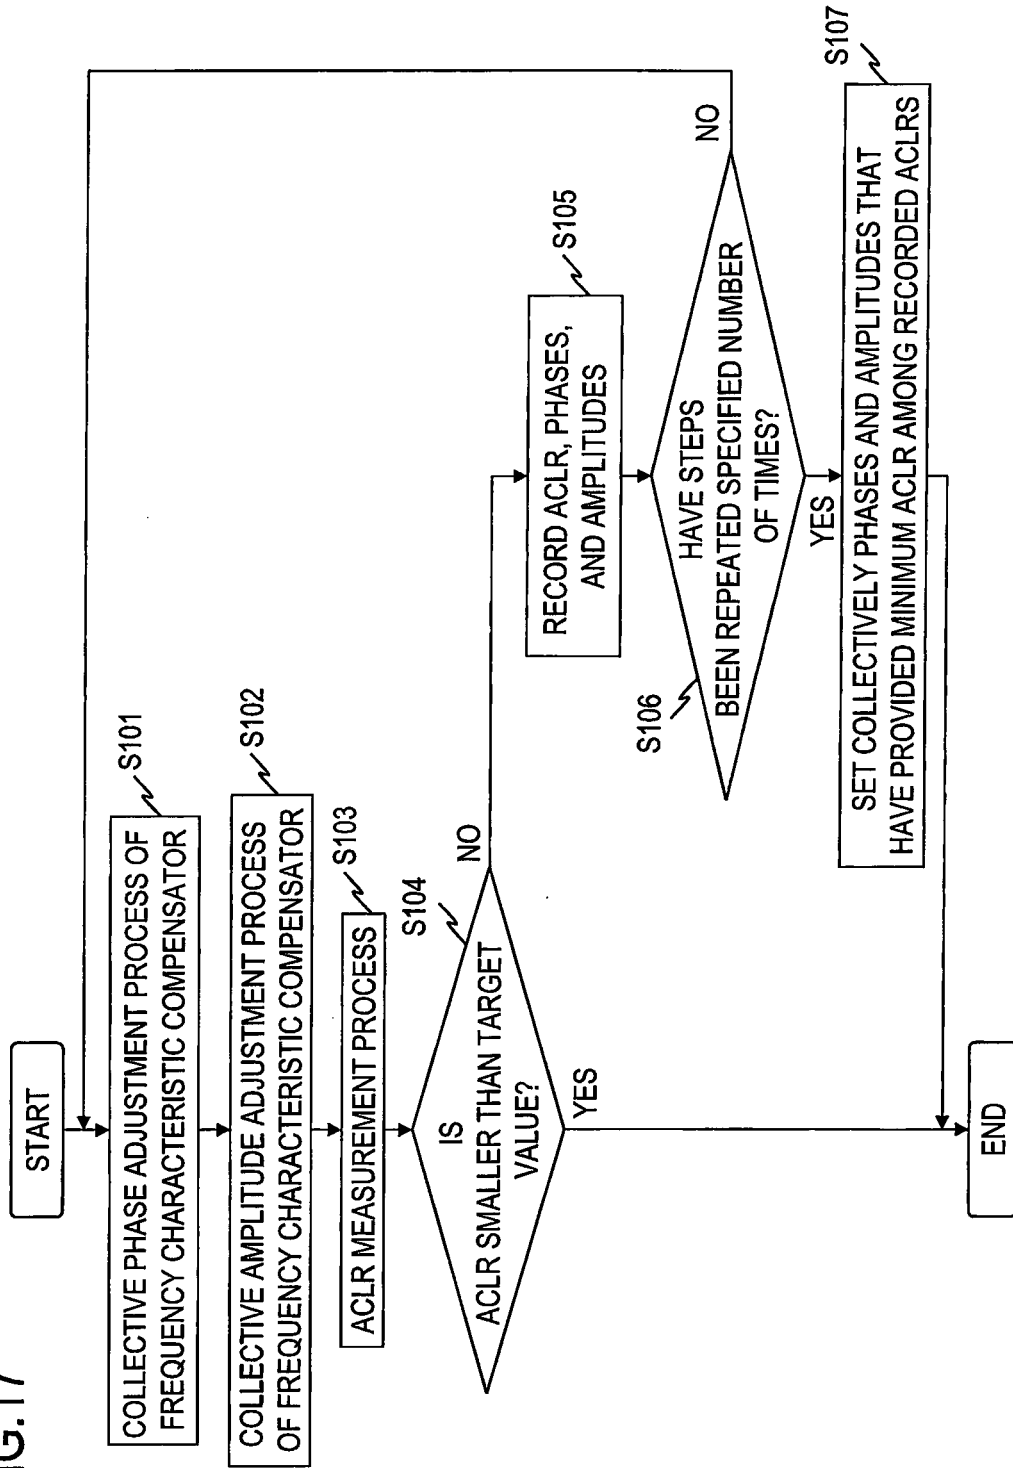 START
COLLECTIVE PHASE ADJUSTMENT PROCESS OF
FREQUENCY CHARACTERISTIC COMPENSATOR
S101
COLLECTIVE AMPLITUDE ADJUSTMENT PROCESS
OF FREQUENCY CHARACTERISTIC COMPENSATOR
S102
ACLR MEASUREMENT PROCESS
S103
S104
IS
ACLR SMALLER THAN TARGET
VALUE?
NO
YES
RECORD ACLR, PHASES,
AND AMPLITUDES
S105
S106
HAVE STEPS
BEEN REPEATED SPECIFIED NUMBER
OF TIMES?
NO
YES
SET COLLECTIVELY PHASES AND AMPLITUDES THAT
HAVE PROVIDED MINIMUM ACLR AMONG RECORDED ACLRS
S107
END